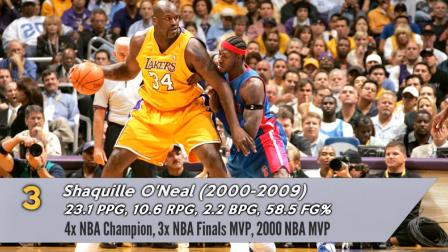 LAKERS
34
3
Shaquille O'Neal (2000-2009)
23.1 PPG, 10.6 RPG, 2.2 BPG, 58.5 FG%
4x NBA Champion, 3x NBA Finals MVP, 2000 NBA MVP